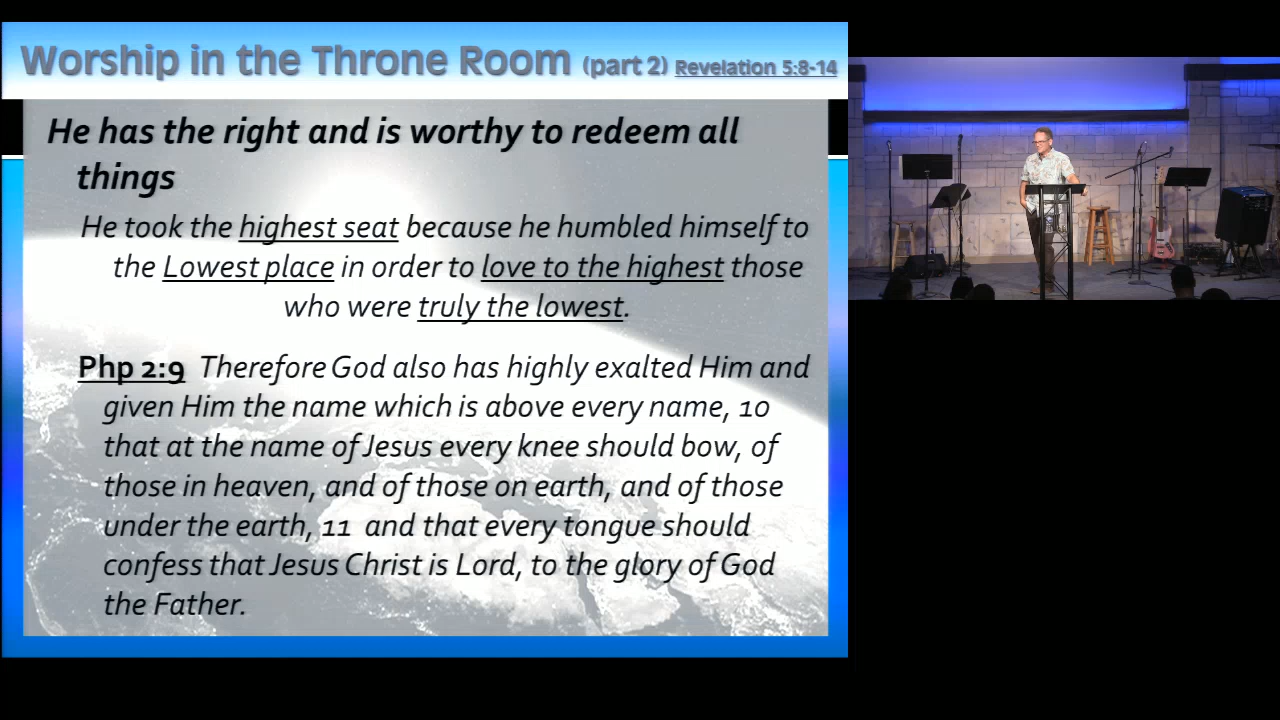 Worship in the Throne Room (part 2) Revelation 5:8-14
He has the right and is worthy to redeem all
things
He took the highest seat because he humbled himself to
the Lowest place in order to love to the highest those
who were truly the lowest.
Php 2:9 Therefore God also has highly exalted Him and
given Him the name which is above every name, 10
that at the name of Jesus every knee should bow, of
those in heaven, and of those on earth, and of those
under the earth, 11 and that every tongue should
confess that Jesus Christ is Lord, to the glory of God
the Father.